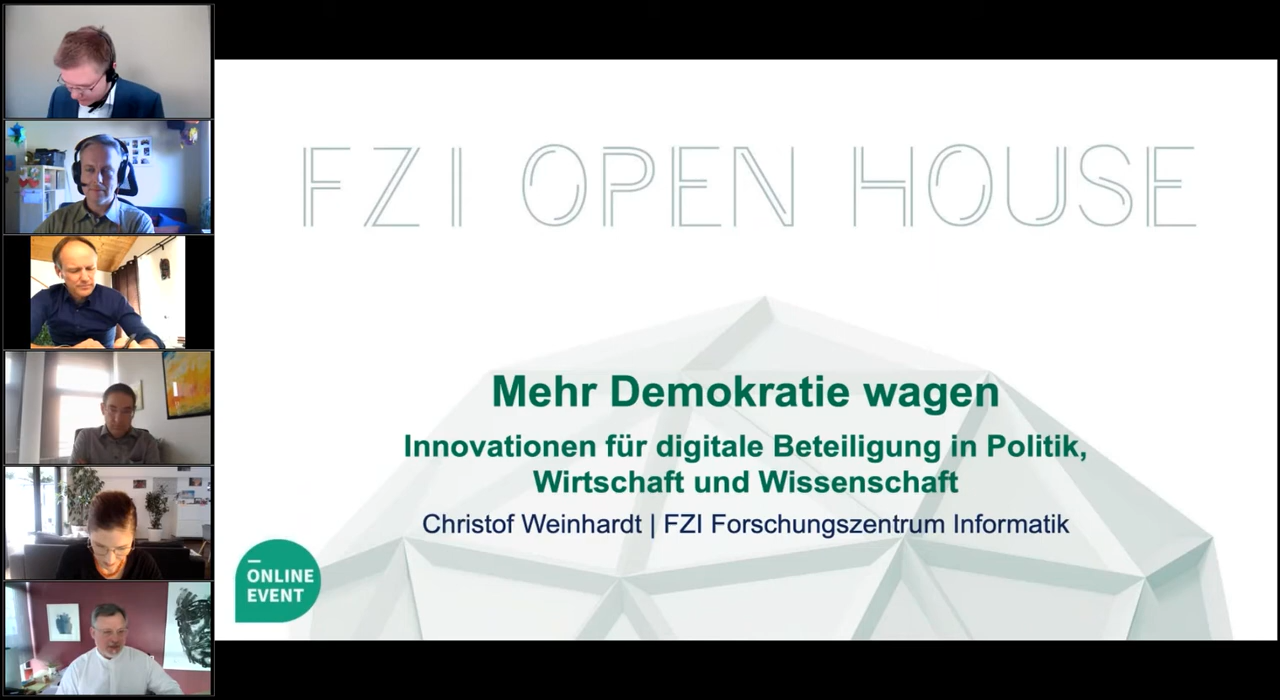 FZI OPEN HOUSE
Mehr Demokratie wagen
Innovationen für digitale Beteiligung in Politik,
Wirtschaft und Wissenschaft
Christof Weinhardt | FZI Forschungszentrum Informatik
ONLINE
EVENT